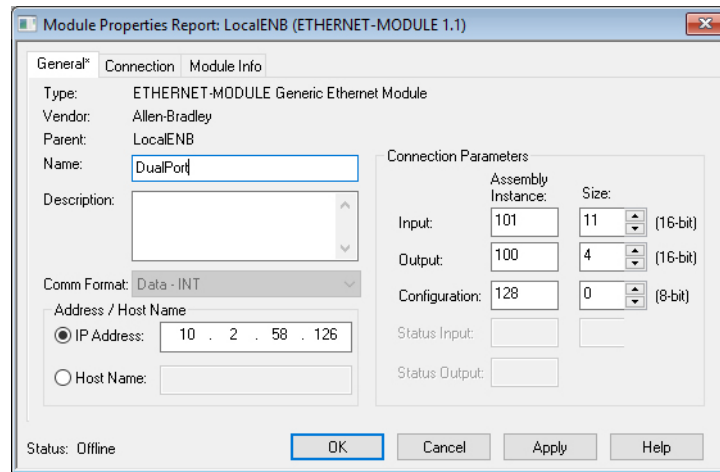 Module Properties Report: LocalENB (ETHERNET-MODULE 1.1)
General* Connection Module Info
Type: ETHERNET-MODULE Generic Ethernet Module
Vendor: Allen-Bradley
Parent: LocalENB
Name: DualPort
Description:
Comm Format: Data - INT
Address / Host Name
IP Address: 10 . 2 . 58 . 126
Host Name:
Connection Parameters
Assembly Instance: Size:
Input: 101 11 (16-bit)
Output: 100 4 (16-bit)
Configuration: 128 0 (8-bit)
Status Input:
Status Output:
Status: Offline
OK Cancel Apply Help